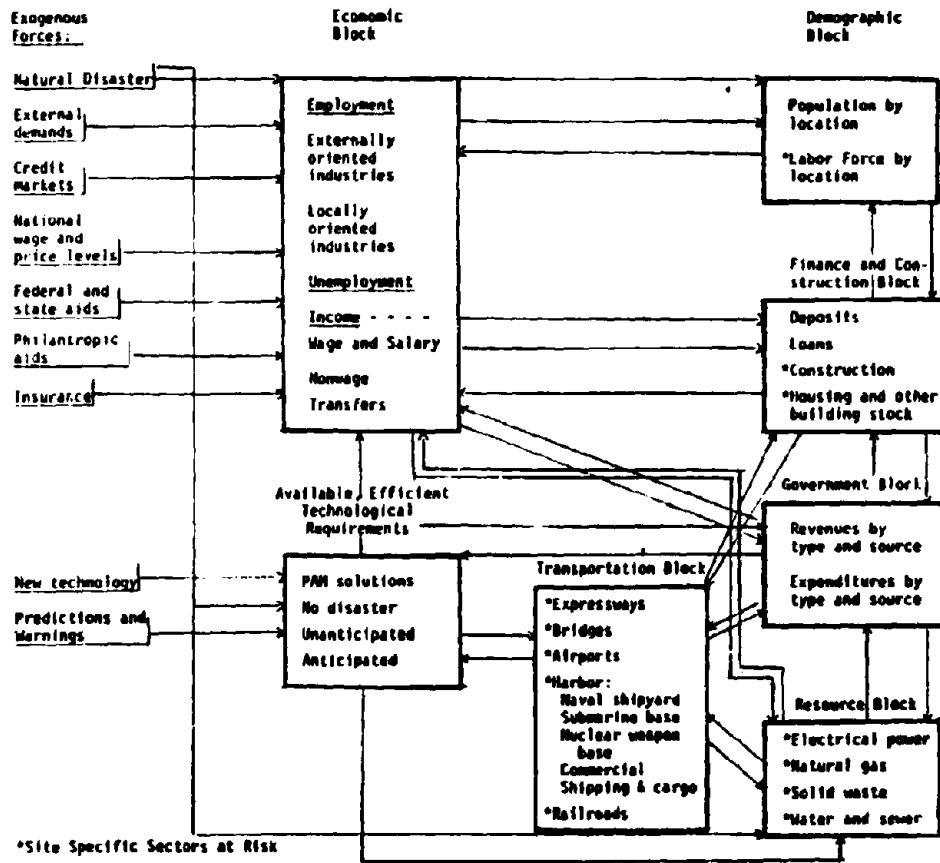 Exogenous
Forces:
Economic
Block
Demographic
Block
Natural Disaster
External
demands
Credit
markets
National
wage and
price levels
Federal and
state aids
Philantropic
aids
Insurance
Employment
Externally
oriented
industries
Locally
oriented
industries
Unemployment
Income - - - -
Wage and Salary
Nonwage
Transfers
Population by
location
*Labor Force by
location
Finance and Con-
struction Block
Deposits
Loans
*Construction
*Housing and other
building stock
Government Block
Revenues by
type and source
Expenditures by
type and source
Available, Efficient
Technological
Requirements
New technology
Predictions and
Warnings
PAM solutions
No disaster
Unanticipated
Anticipated
Transportation Block
*Expressways
*Bridges
*Airports
*Harbor:
Naval shipyard
Submarine base
Nuclear weapon
base
Commercial
Shipping & cargo
*Railroads
Resource Block
*Electrical power
*Natural gas
*Solid waste
*Water and sewer
*Site Specific Sectors at Risk